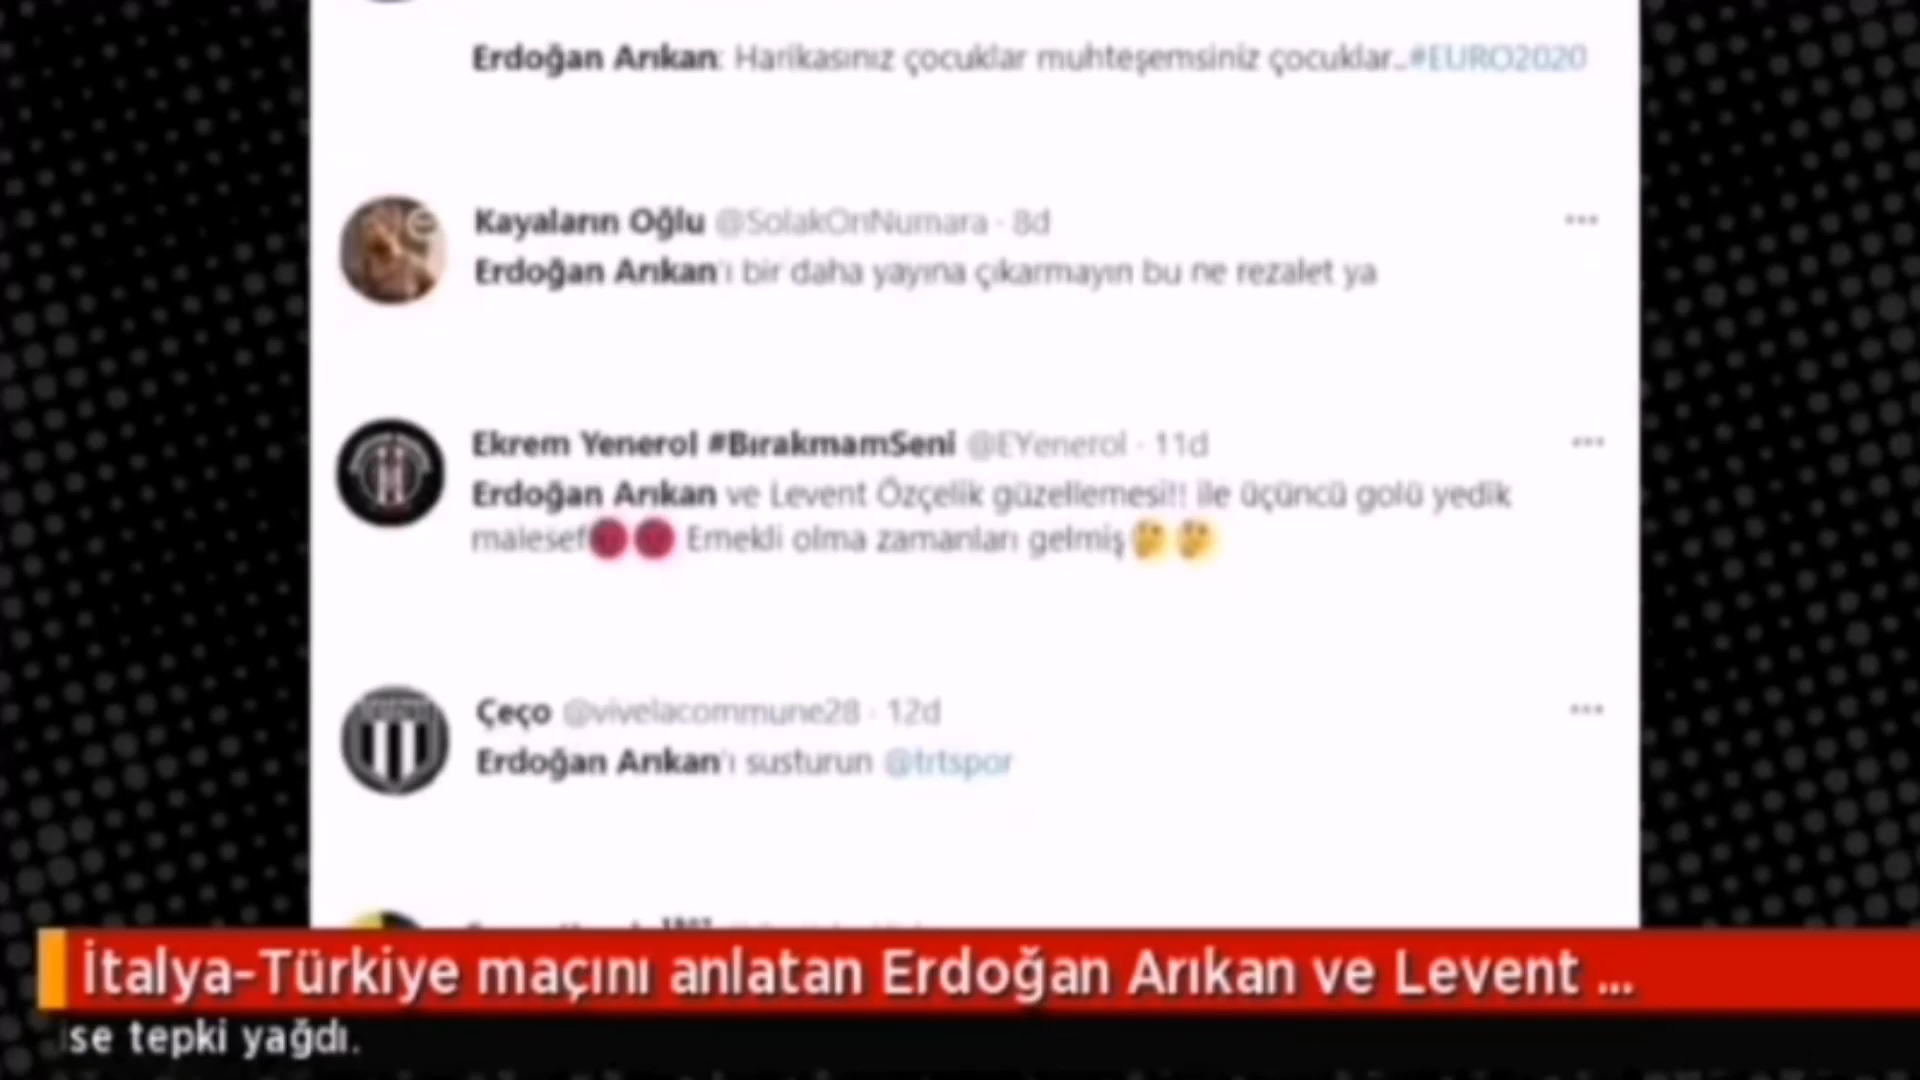 Erdoğan Arıkan: Harikasınız çocuklar muhteşemsiniz çocuklar..#EURO2020
Kayaların Oğlu @SolakOnNumara · 8d
Erdoğan Arıkan'ı bir daha yayına çıkarmayın bu ne rezalet ya
Ekrem Yenerol #BırakmamSeni @EYenerol · 11d
Erdoğan Arıkan ve Levent Özçelik güzellemesi!! ile üçüncü golü yedik
malesef Emekli olma zamanları gelmiş🤔🤔
Çeço @vivelacommune28 · 12d
Erdoğan Arıkan'ı susturun @trtspor
İtalya-Türkiye maçını anlatan Erdoğan Arıkan ve Levent ...
se tepki yağdı.